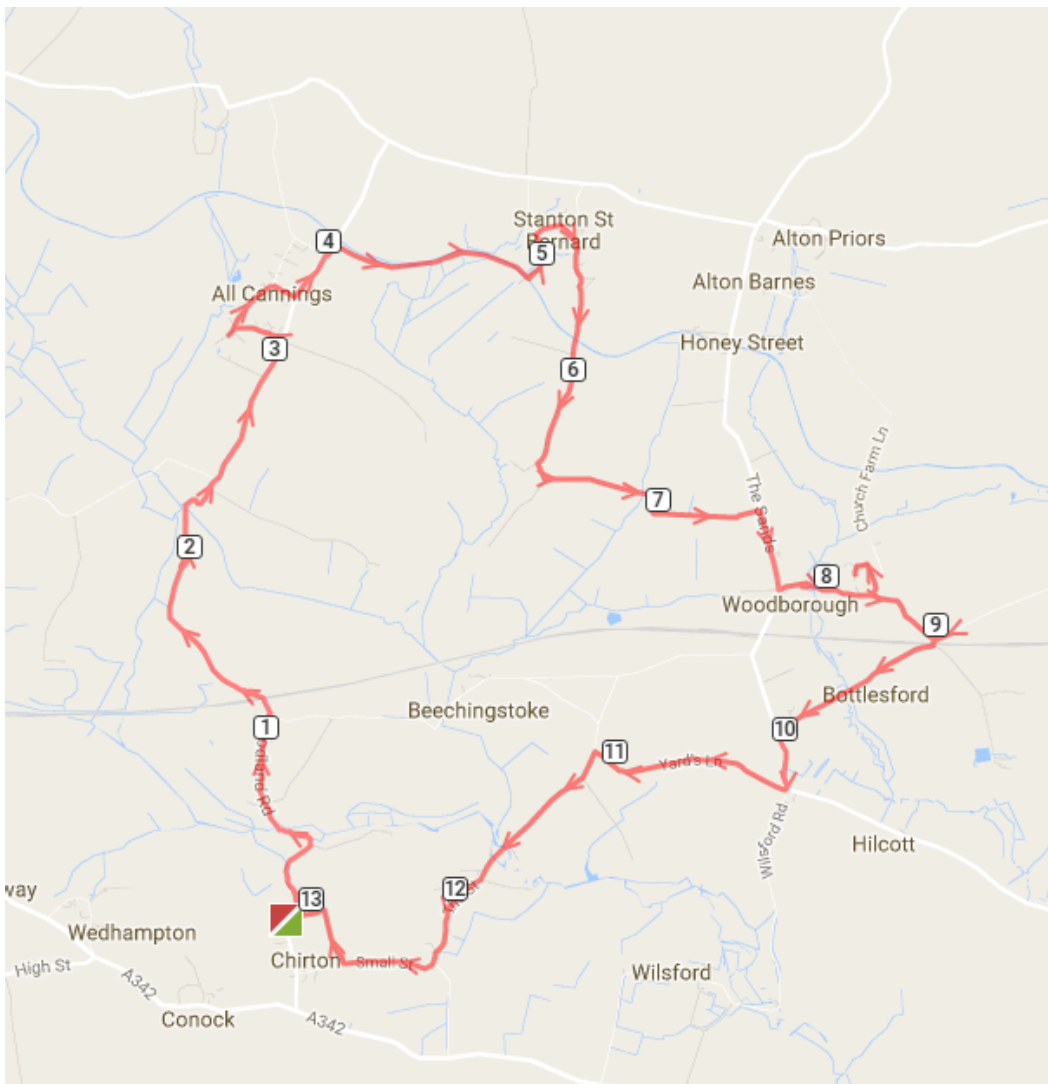 Stanton St
Bernard
Alton Priors
4
5
All Cannings
Alton Barnes
3
Honey Street
6
Church Farm Ln
7
The Sands
2
8
Woodborough
9
Bottlesford
Beechingstoke
1
10
11
Yard's Ln
Wilsford Rd
Hilcott
12
way
13
Wedhampton
High St
Chirton
Small St
Wilsford
A342
Conock
A342